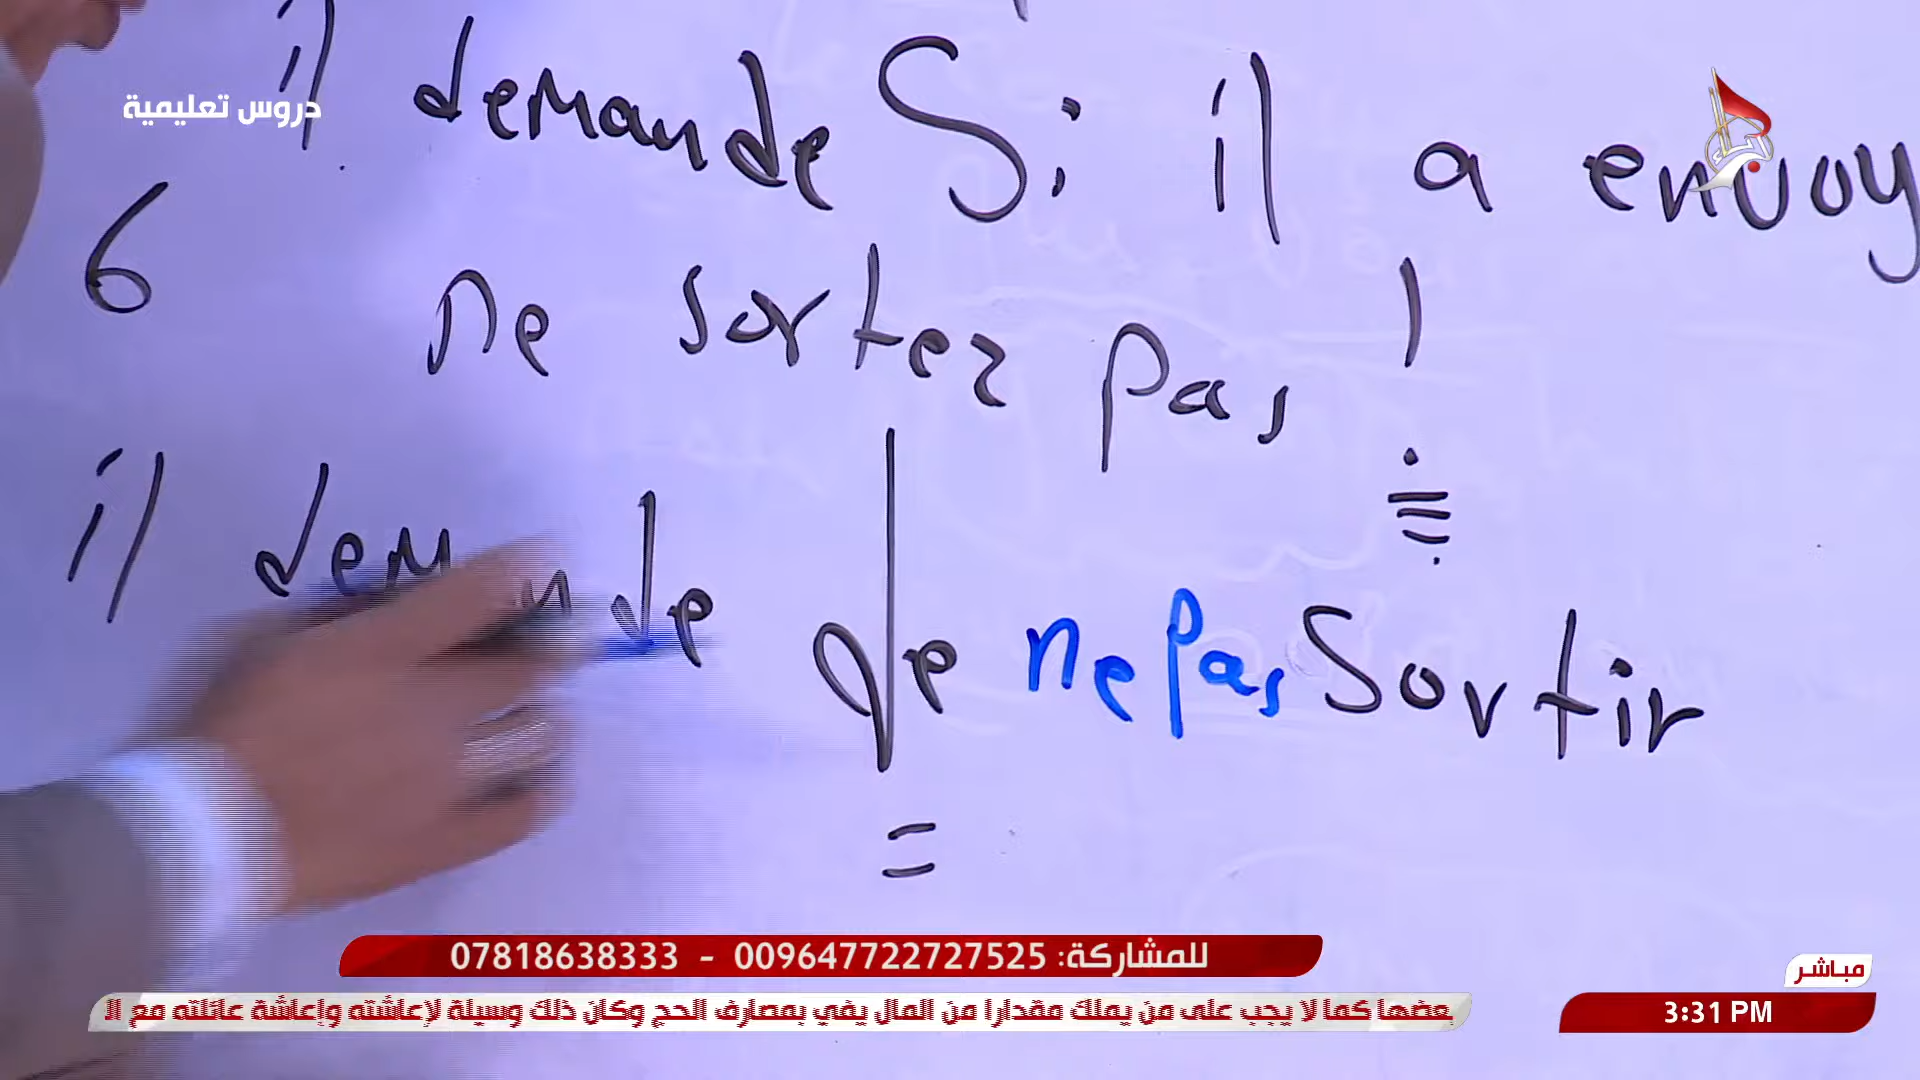 il demande Si il a envoy
دروس تعليمية
6 ne sortez pas !
il demande de ne pas Sortir
للمشاركة: 009647722727525 - 07818638333
مباشر
بعضها كما لا يجب على من يملك مقدارا من المال يفي بمصارف الحج وكان ذلك وسيلة لإعاشته وإعاشة عائلته مع ال
3:31 PM